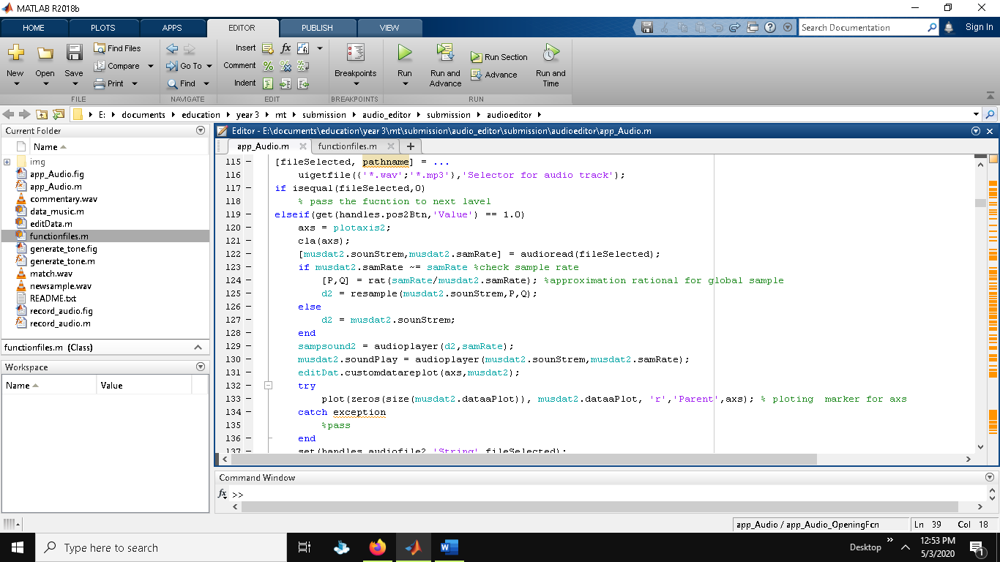 MATLAB R2018b
HOME PLOTS APPS EDITOR PUBLISH VIEW
Search Documentation Sign In
New Open Save
Find Files
Compare
Print
Go To
Find
Insert fx
Comment
Indent
Breakpoints
Run
Run and Advance
Run Section
Advance
Run and Time
FILE NAVIGATE EDIT BREAKPOINTS RUN
E: documents education year 3 mt submission audio_editor submission audioeditor
Current Folder
Name
img
app_Audio.fig
app_Audio.m
commentary.wav
data_music.m
editData.m
functionfiles.m
generate_tone.fig
generate_tone.m
match.wav
newsample.wav
README.txt
record_audio.fig
record_audio.m
functionfiles.m (Class)
Workspace
Name Value
Editor - E:\documents\education\year 3\mt\submission\audio_editor\submission\audioeditor\app_Audio.m
app_Audio.m functionfiles.m
115 – [fileSelected, pathname] = ...
116 uigetfile({'*.wav';'*.mp3'},'Selector for audio track');
117 – if isequal(fileSelected,0)
118 % pass the fucntion to next lavel
119 – elseif(get(handles.pos2Btn,'Value') == 1.0)
120 – axs = plotaxis2;
121 – cla(axs);
122 – [musdat2.sounStrem,musdat2.samRate] = audioread(fileSelected);
123 – if musdat2.samRate ~= samRate %check sample rate
124 – [P,Q] = rat(samRate/musdat2.samRate); %approximation rational for global sample
125 – d2 = resample(musdat2.sounStrem,P,Q);
126 – else
127 – d2 = musdat2.sounStrem;
128 – end
129 – sampsound2 = audioplayer(d2,samRate);
130 – musdat2.soundPlay = audioplayer(musdat2.sounStrem,musdat2.samRate);
131 – editDat.customdatareplot(axs,musdat2);
132 – try
133 – plot(zeros(size(musdat2.dataaPlot)), musdat2.dataaPlot, 'r','Parent',axs); % ploting  marker for axs
134 – catch exception
135 %pass
136 – end
137 – set(handles.audiofile2,'String',fileSelected);
Command Window
fx >>
app_Audio / app_Audio_OpeningFcn Ln 39 Col 18
Type here to search
Desktop
12:53 PM
5/3/2020
1